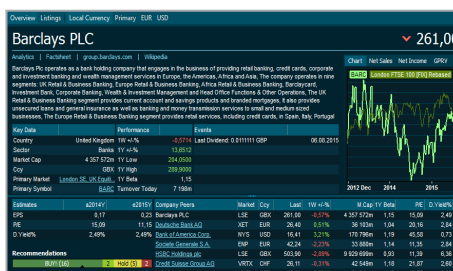 Overview Listings Local Currency Primary EUR USD
Barclays PLC 261,00
Analytics | Factsheet | group.barclays.com | Wikipedia
Chart Net Sales Net Income GPRV
BARC London FTSE 100 [FIX] Rebased
Barclays Plc operates as a bank holding company that engages in the business of providing retail banking, credit cards, corporate
and investment banking and wealth management services in Europe, the Americas, Africa and Asia, The company operates in nine
segments: UK Retail & Business Banking, Europe Retail & Business Banking, Africa Retail & Business Banking, Barclaycard,
Investment Bank, Corporate Banking, Wealth & Investment Management and Head Office Functions & Other Operations, The UK
Retail & Business Banking segment provides current account and savings products and branded mortgages, It also provides
unsecured loans and general insurance as well as banking and money transmission services to small and medium sized
businesses, The Europe Retail & Business Banking segment provides retail services, including credit cards, in Spain, Italy, Portugal
Key Data Performance Events
Country United Kingdom 1W +/-% -0,5714 Last Dividend: 0.0111111 GBP 06.08.2015
Sector Banks 1Y +/-% 13,6512
Market Cap 4 357 572m 1Y Low 204,0500
Ccy GBX 1Y High 289,9000
Primary Market London SE, UK Equiti.. 1Y Beta 1,15
Primary Symbol BARC Turnover Today 7 198m
2012 Dec 2014 2015
Estimates e2014Y e2015Y Company Peers Market Ccy Last 1W +/-% M.Cap 1Y Beta P/E D.Yield%
EPS 0,17 0,23 Barclays PLC LSE GBX 261,00 -0,57% 4 357 572m 1,15 15,09 2,49
P/E 15,09 11,15 Deutsche Bank AG XET EUR 26,40 0,51% 36 103m 1,04 20,16 2,84
D.Yield% 2,49% 2,49% Bank of America Corp. NYS USD 16,41 3,21% 170 796m 1,19 45,58 0,73
Societe Generale S.A. ENP EUR 42,24 -2,23% 33 880m 1,14 11,35 2,84
Recommendations HSBC Holdings plc LSE GBX 503,90 -2,89% 9 929 699m 0,93 11,39 6,36
BUY! (16) 2 Hold (5) 2 Credit Suisse Group AG VRTX CHF 26,11 -0,31% 42 549m 1,18 21,87 2,68